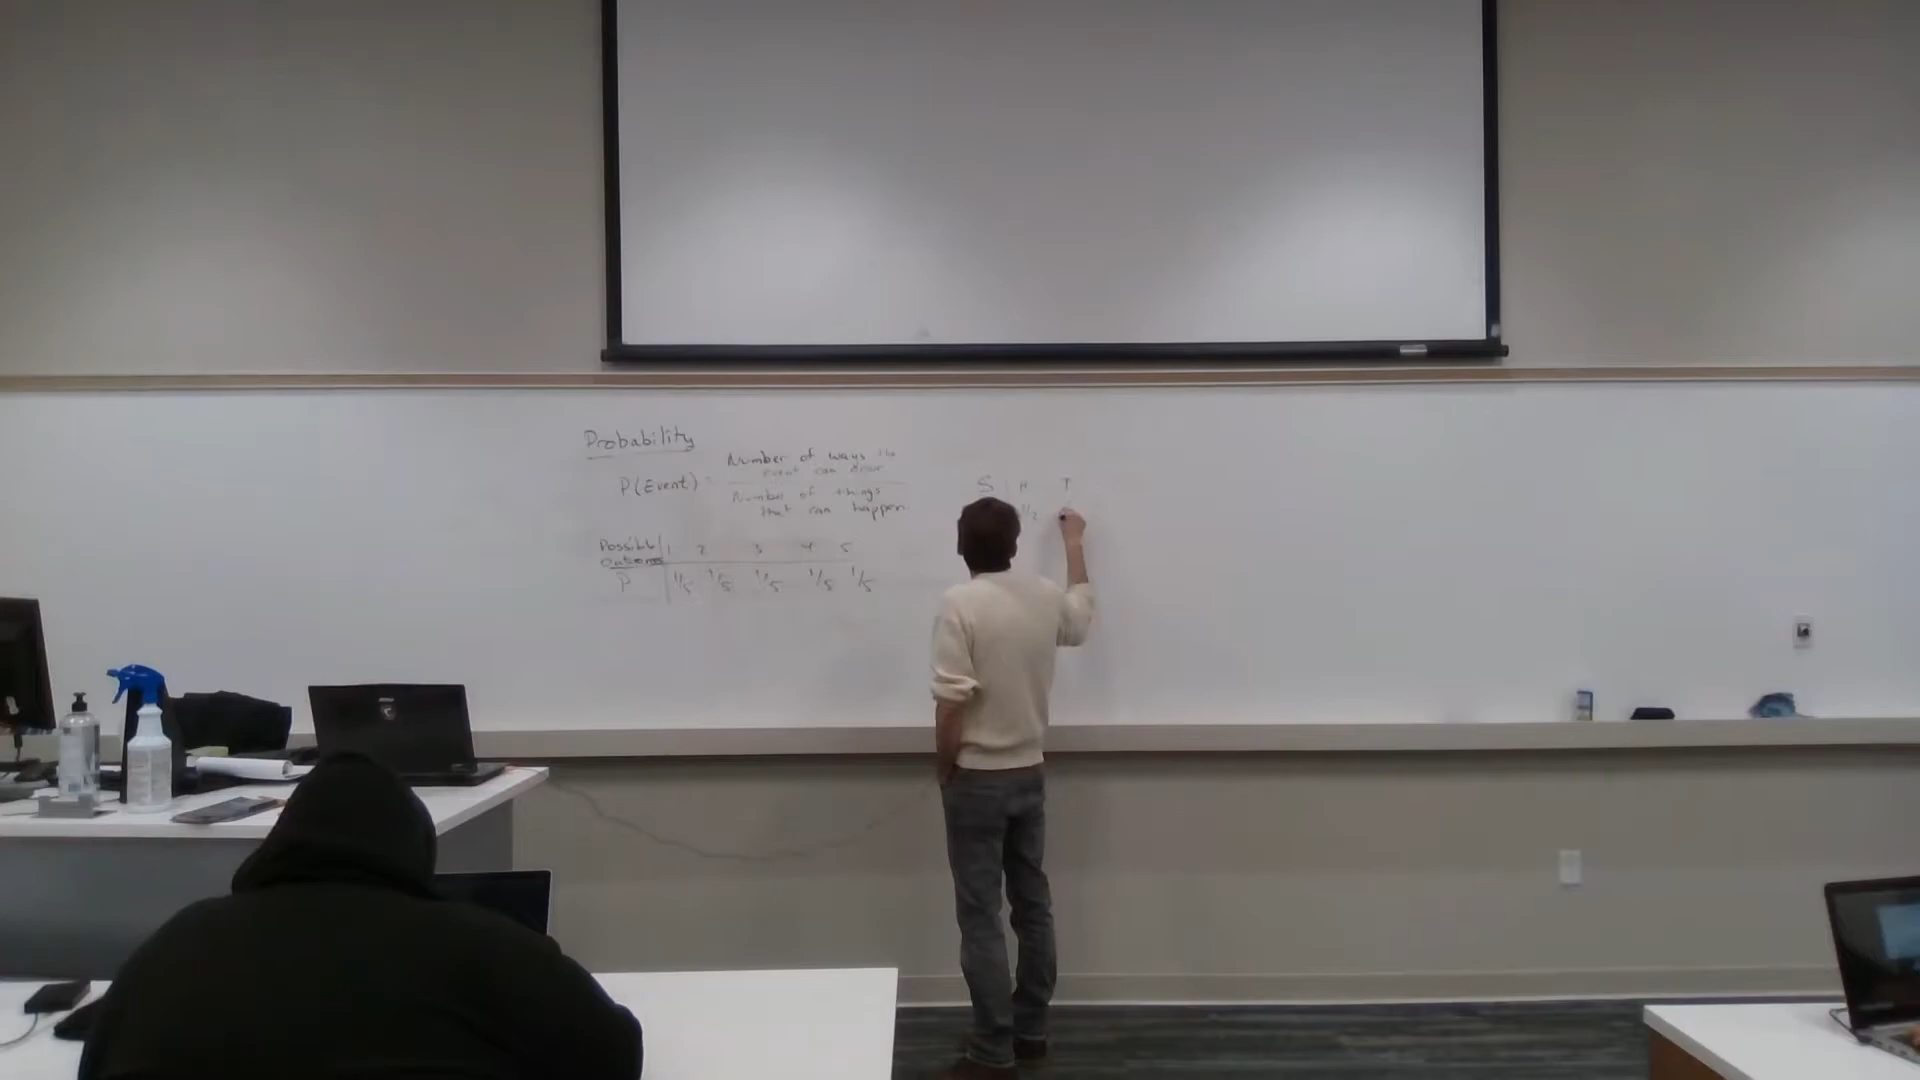 Probability
Number of ways the
event can occur
P(Event) =
Number of things
that can happen
Possible 1 2 3 4 5
outcomes
P 1/5 1/5 1/5 1/5 1/5
S H T
1/2